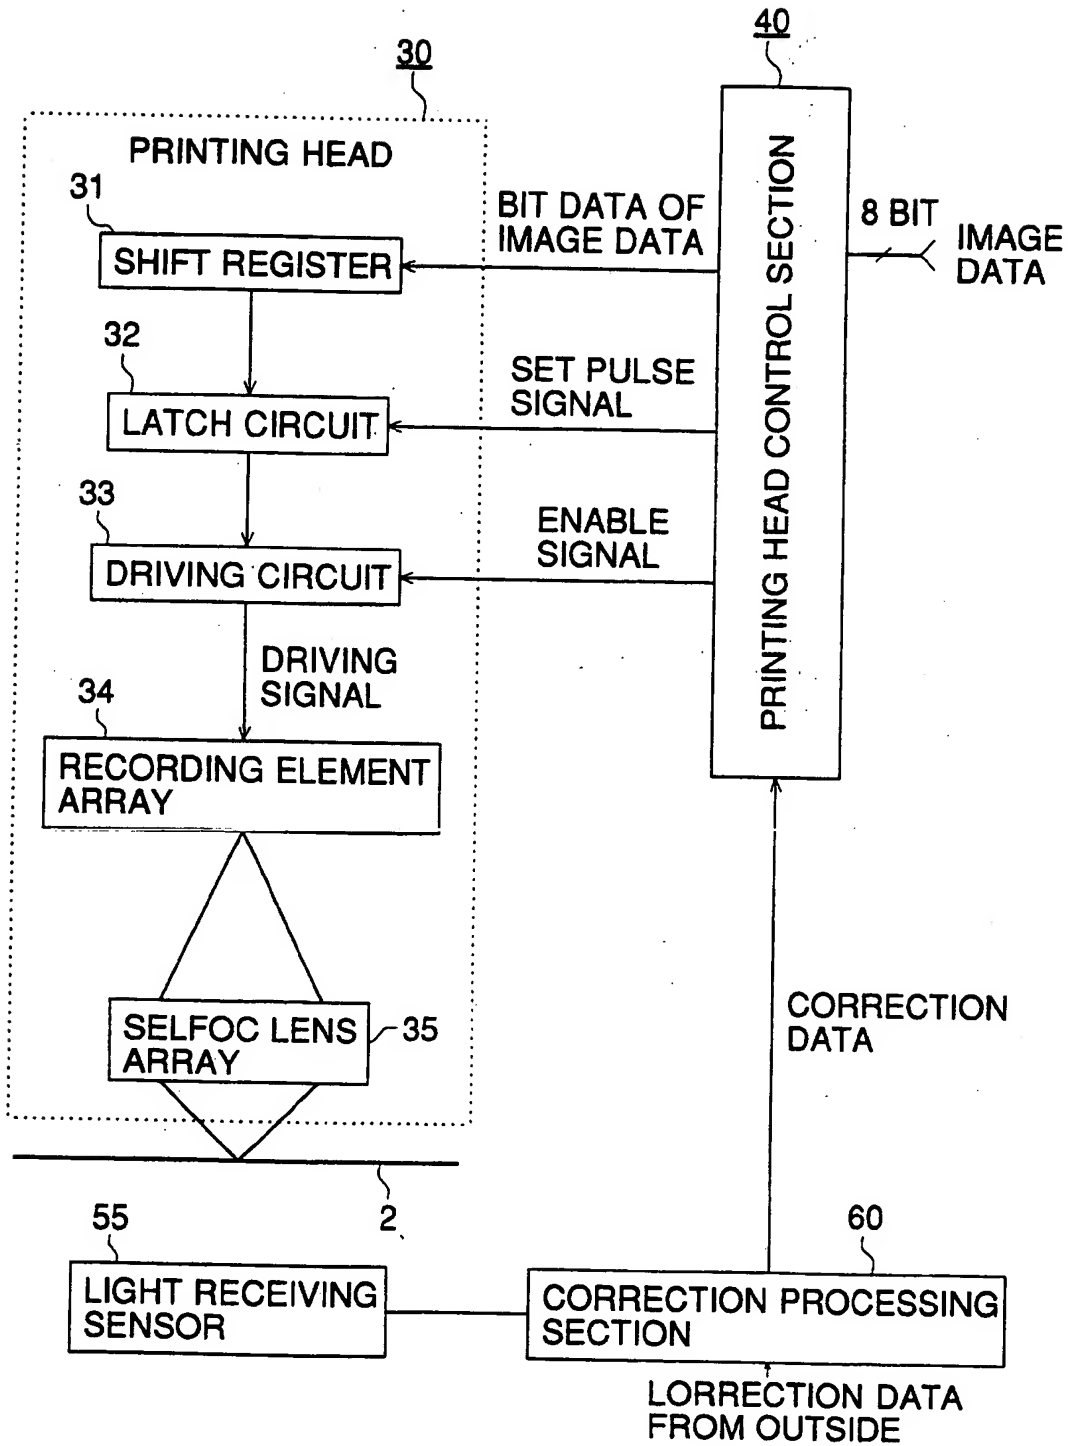 40
30
PRINTING HEAD
31
SHIFT REGISTER
BIT DATA OF
IMAGE DATA
8 BIT
IMAGE
DATA
PRINTING HEAD CONTROL SECTION
32
LATCH CIRCUIT
SET PULSE
SIGNAL
33
DRIVING CIRCUIT
ENABLE
SIGNAL
DRIVING
SIGNAL
34
RECORDING ELEMENT
ARRAY
SELFOC LENS
ARRAY
35
CORRECTION
DATA
2
55
LIGHT RECEIVING
SENSOR
60
CORRECTION PROCESSING
SECTION
LORRECTION DATA
FROM OUTSIDE